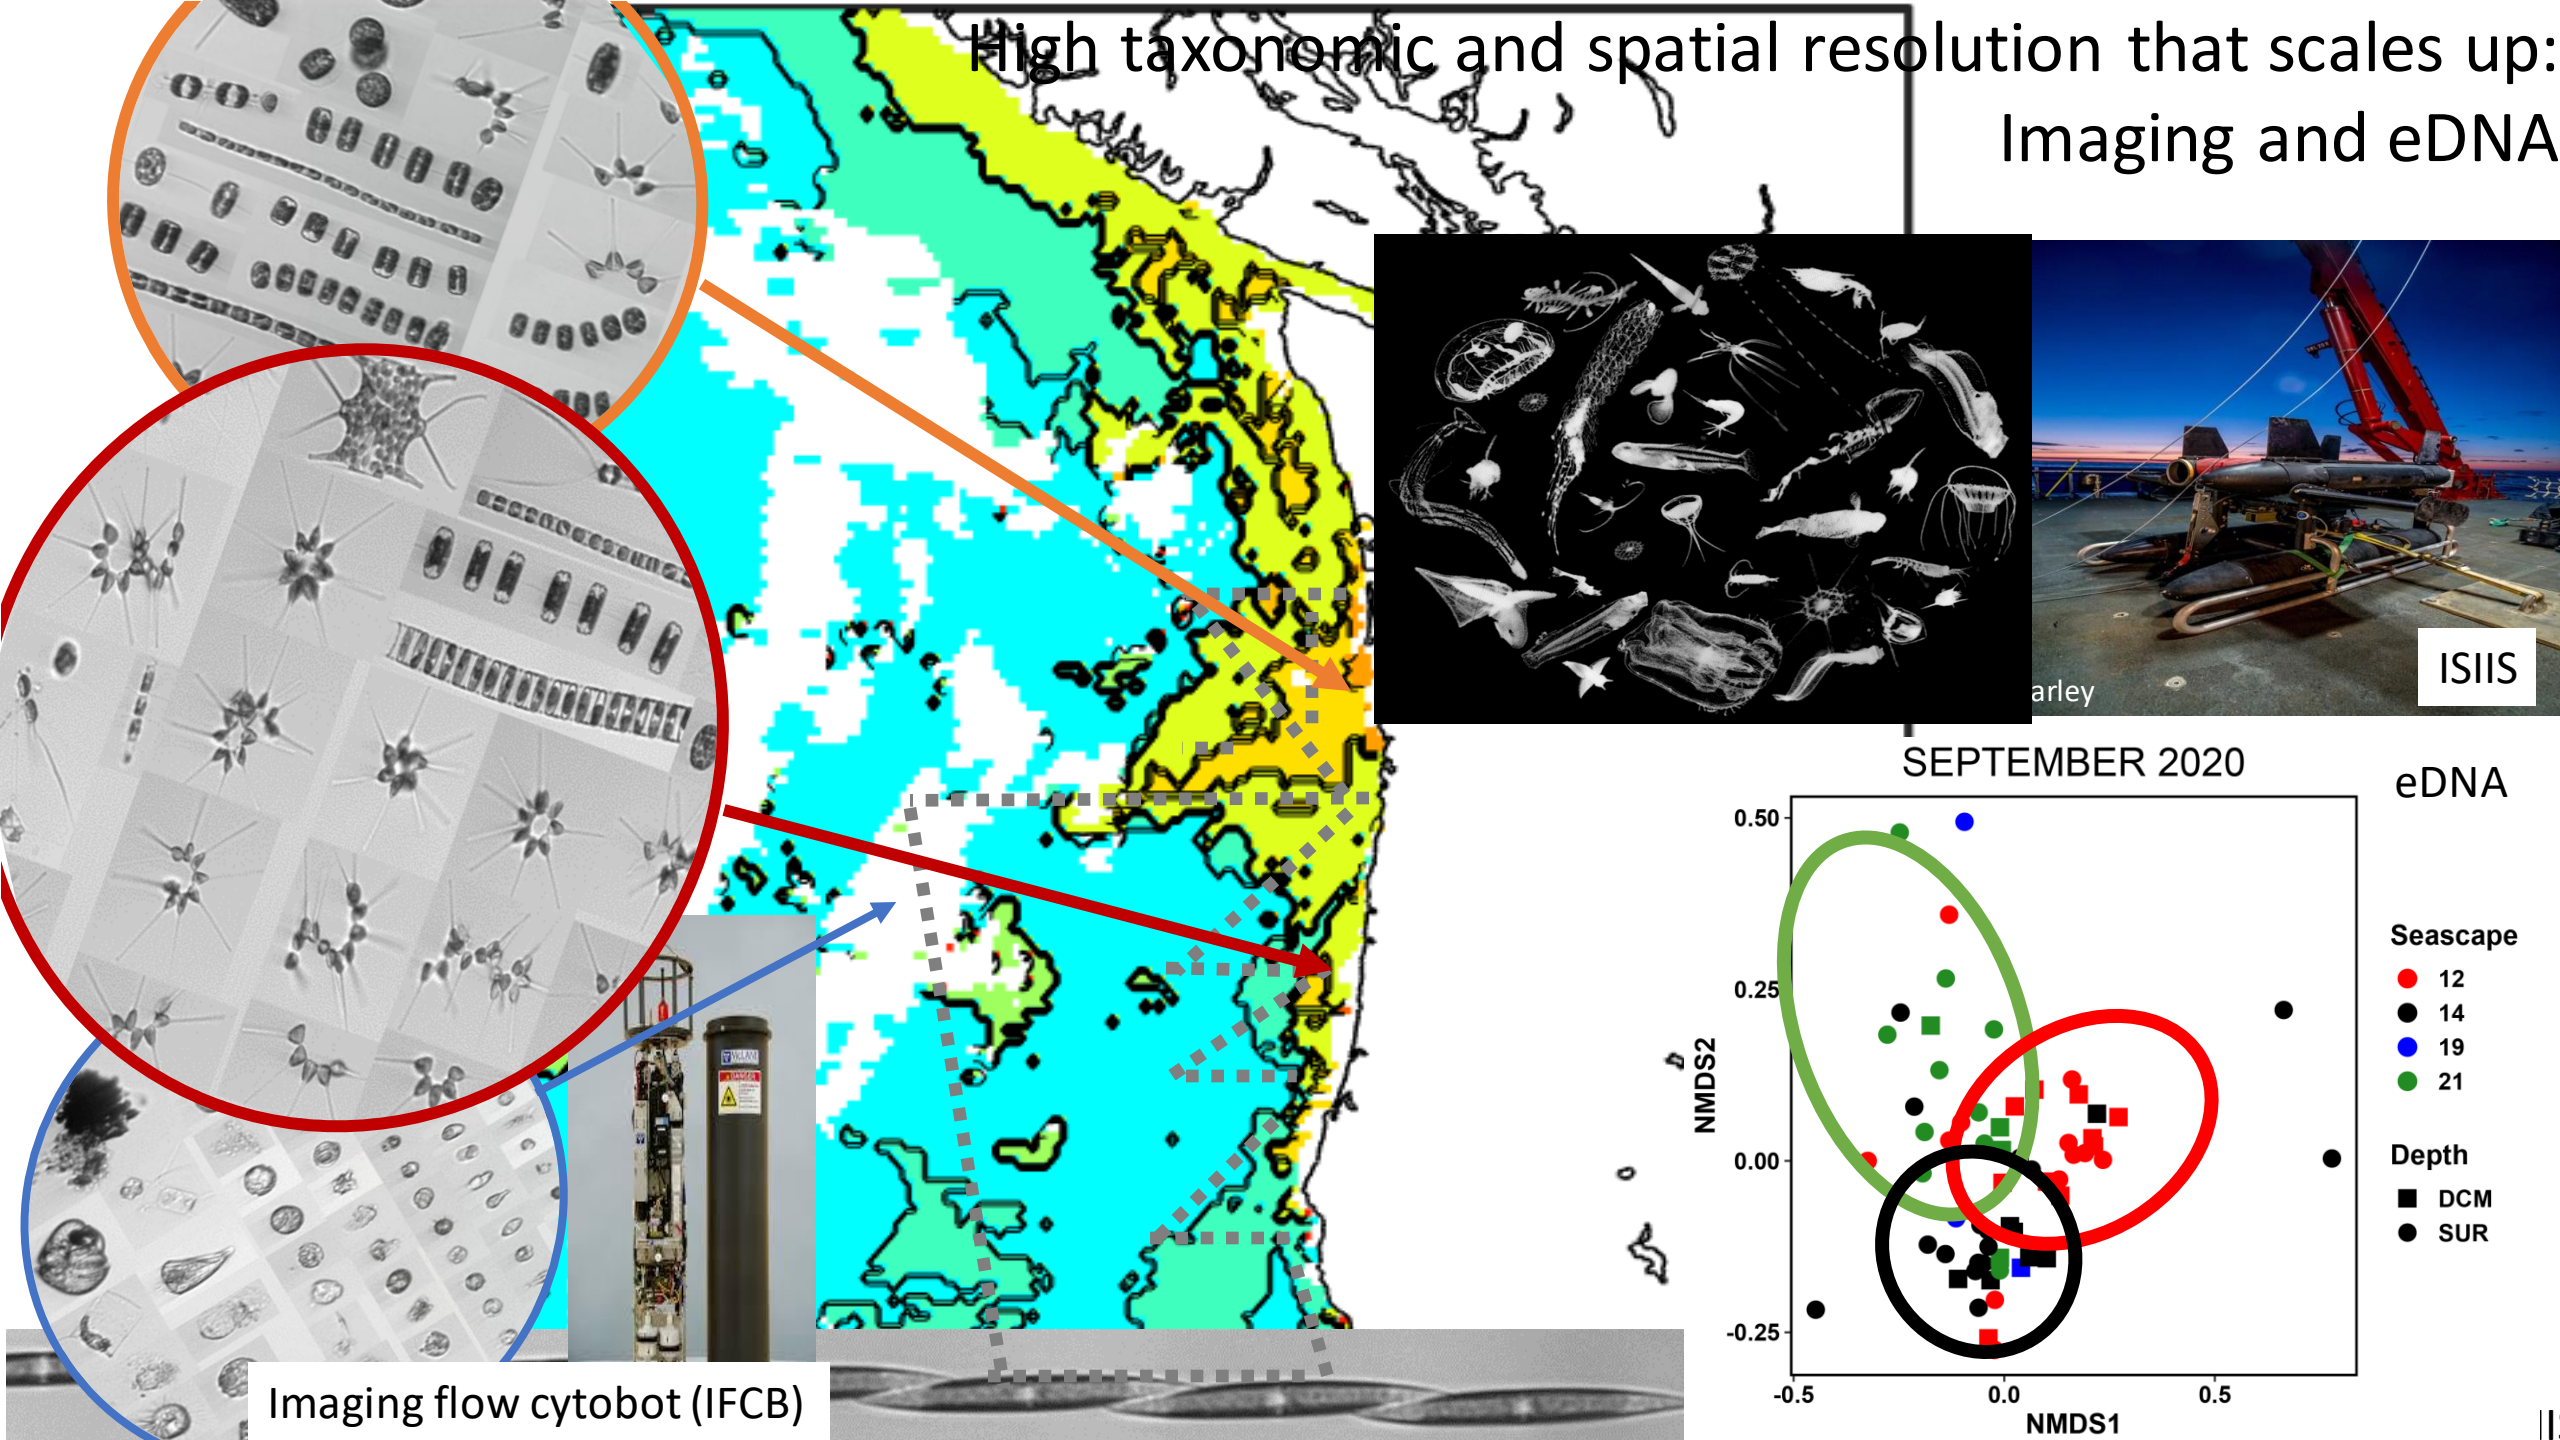 High taxonomic and spatial resolution that scales up:
Imaging and eDNA
arley
ISIIS
SEPTEMBER 2020
eDNA
0.50
0.25
0.00
-0.25
NMDS2
-0.5
0.0
0.5
NMDS1
Seascape
12
14
19
21
Depth
DCM
SUR
McLANE
DANGER
Imaging flow cytobot (IFCB)